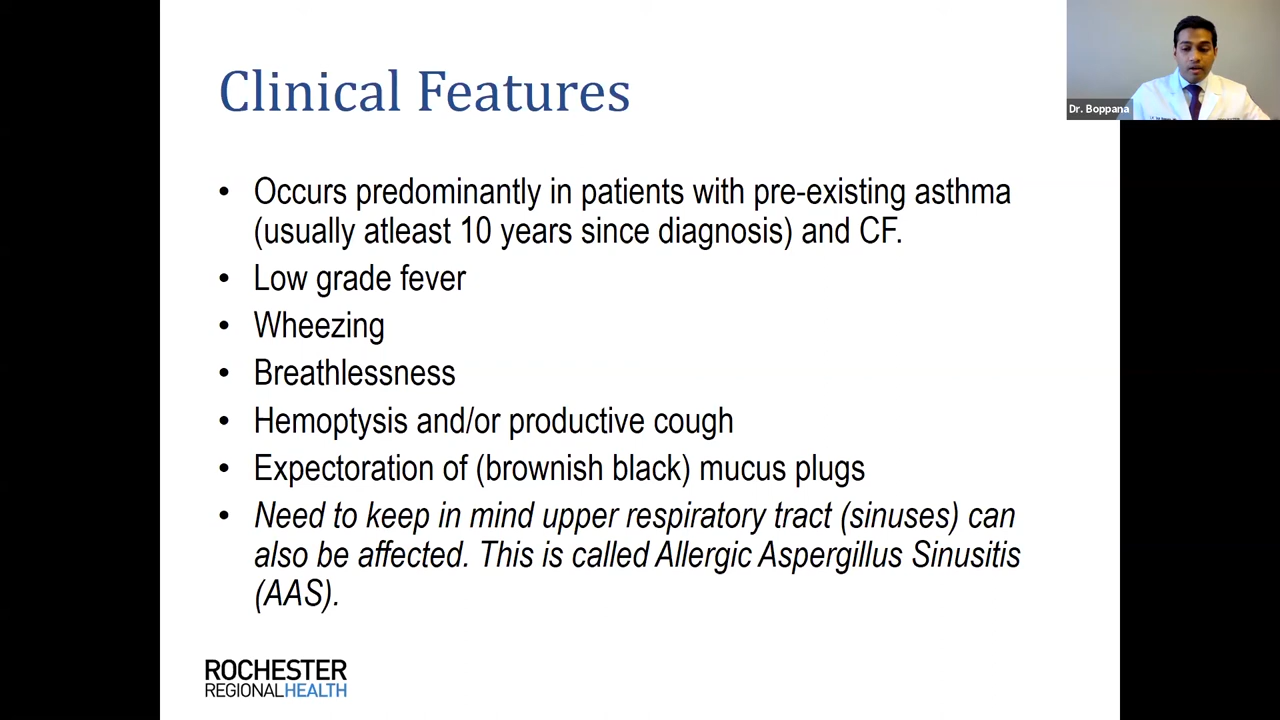 Clinical Features
Dr. Boppana
• Occurs predominantly in patients with pre-existing asthma
(usually atleast 10 years since diagnosis) and CF.
• Low grade fever
• Wheezing
• Breathlessness
• Hemoptysis and/or productive cough
• Expectoration of (brownish black) mucus plugs
• Need to keep in mind upper respiratory tract (sinuses) can
also be affected. This is called Allergic Aspergillus Sinusitis
(AAS).
ROCHESTER
REGIONALHEALTH